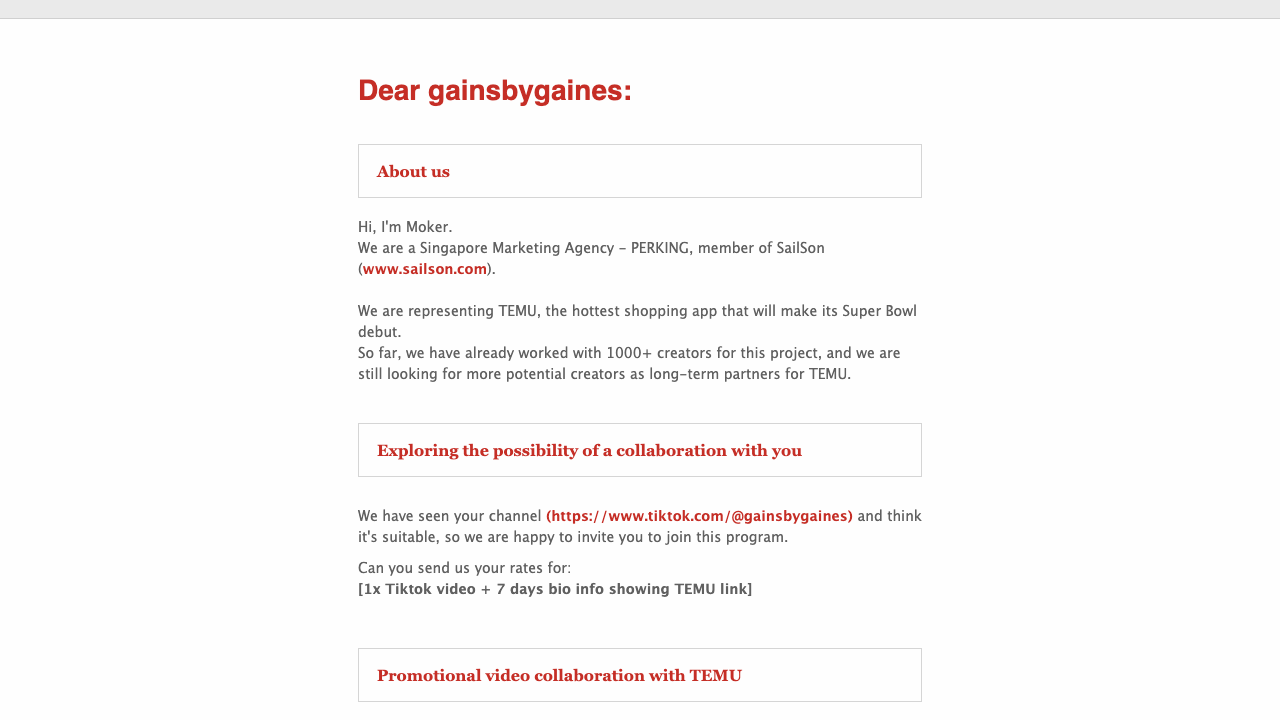 Dear gainsbygaines:
About us
Hi, I'm Moker.
We are a Singapore Marketing Agency - PERKING, member of SailSon
(www.sailson.com).
We are representing TEMU, the hottest shopping app that will make its Super Bowl
debut.
So far, we have already worked with 1000+ creators for this project, and we are
still looking for more potential creators as long-term partners for TEMU.
Exploring the possibility of a collaboration with you
We have seen your channel (https://www.tiktok.com/@gainsbygaines) and think
it's suitable, so we are happy to invite you to join this program.
Can you send us your rates for:
[1x Tiktok video + 7 days bio info showing TEMU link]
Promotional video collaboration with TEMU